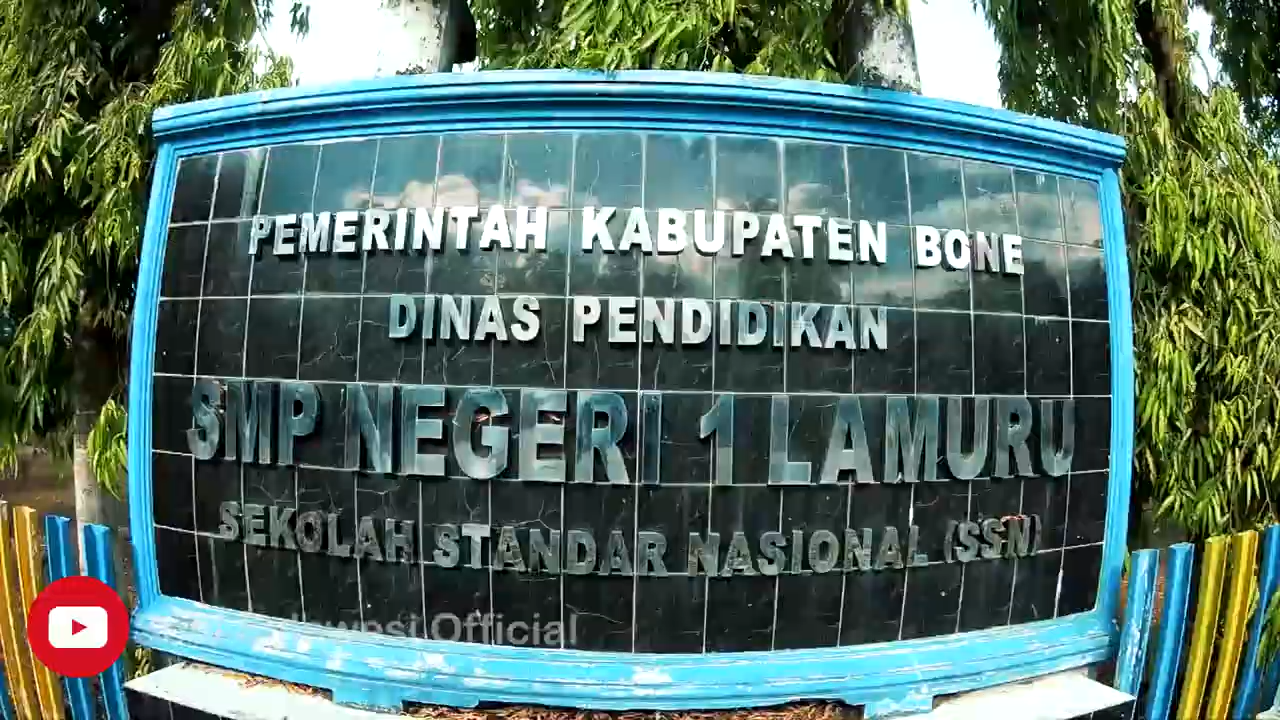 PEMERINTAH KABUPATEN BONE
DINAS PENDIDIKAN
SMP NEGERI 1 LAMURU
SEKOLAH STANDAR NASIONAL (SSN)
Official